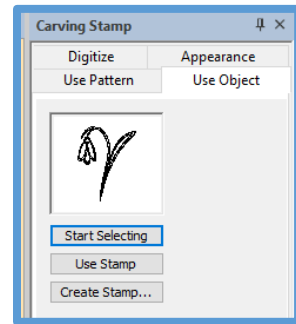 Carving Stamp
Digitize Appearance
Use Pattern Use Object
Start Selecting
Use Stamp
Create Stamp...